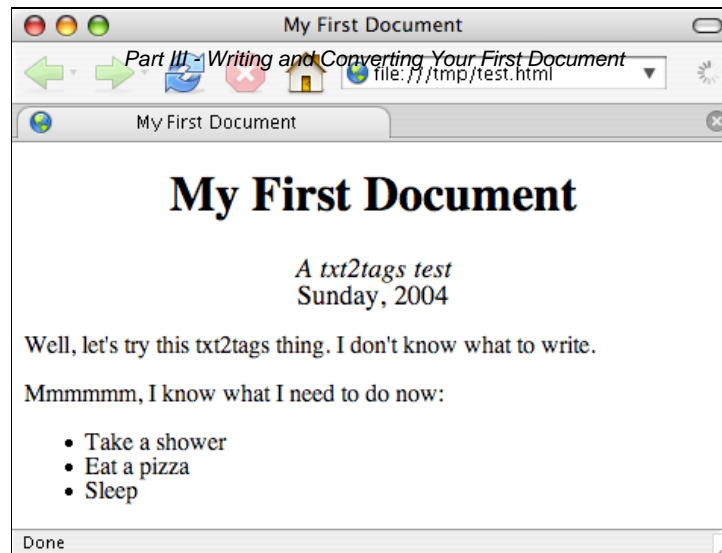 My First Document
Part III - Writing and Converting Your First Document
file:///tmp/test.html
My First Document
My First Document
A txt2tags test
Sunday, 2004
Well, let's try this txt2tags thing. I don't know what to write.
Mmmmmm, I know what I need to do now:
• Take a shower
• Eat a pizza
• Sleep
Done